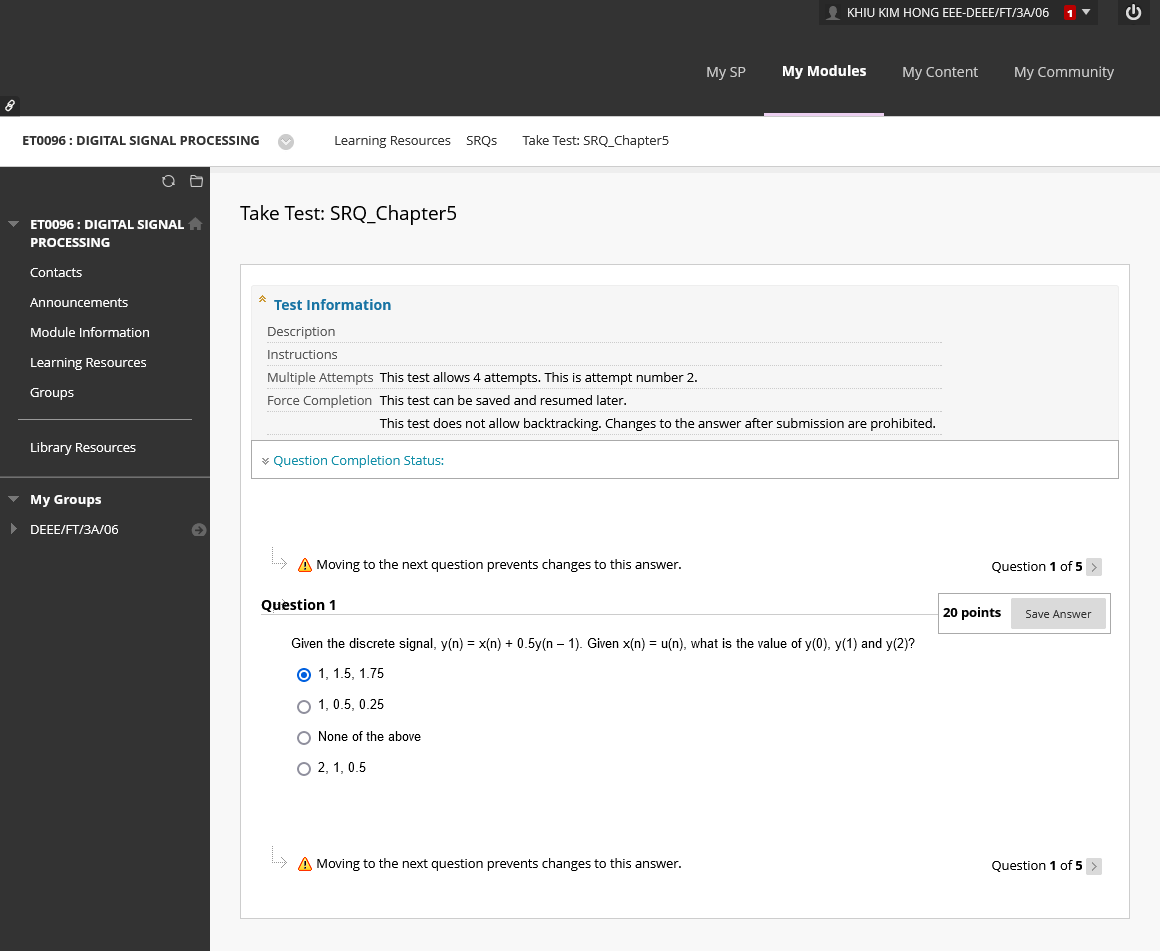 KHIU KIM HONG EEE-DEEE/FT/3A/06 1
My SP My Modules My Content My Community
ET0096 : DIGITAL SIGNAL PROCESSING Learning Resources SRQs Take Test: SRQ_Chapter5
ET0096 : DIGITAL SIGNAL
PROCESSING
Contacts
Announcements
Module Information
Learning Resources
Groups
Library Resources
My Groups
DEEE/FT/3A/06
Take Test: SRQ_Chapter5
Test Information
Description
Instructions
Multiple Attempts This test allows 4 attempts. This is attempt number 2.
Force Completion This test can be saved and resumed later.
This test does not allow backtracking. Changes to the answer after submission are prohibited.
Question Completion Status:
Moving to the next question prevents changes to this answer. Question 1 of 5 >
Question 1 20 points Save Answer
Given the discrete signal, y(n) = x(n) + 0.5y(n – 1). Given x(n) = u(n), what is the value of y(0), y(1) and y(2)?
1, 1.5, 1.75
1, 0.5, 0.25
None of the above
2, 1, 0.5
Moving to the next question prevents changes to this answer. Question 1 of 5 >